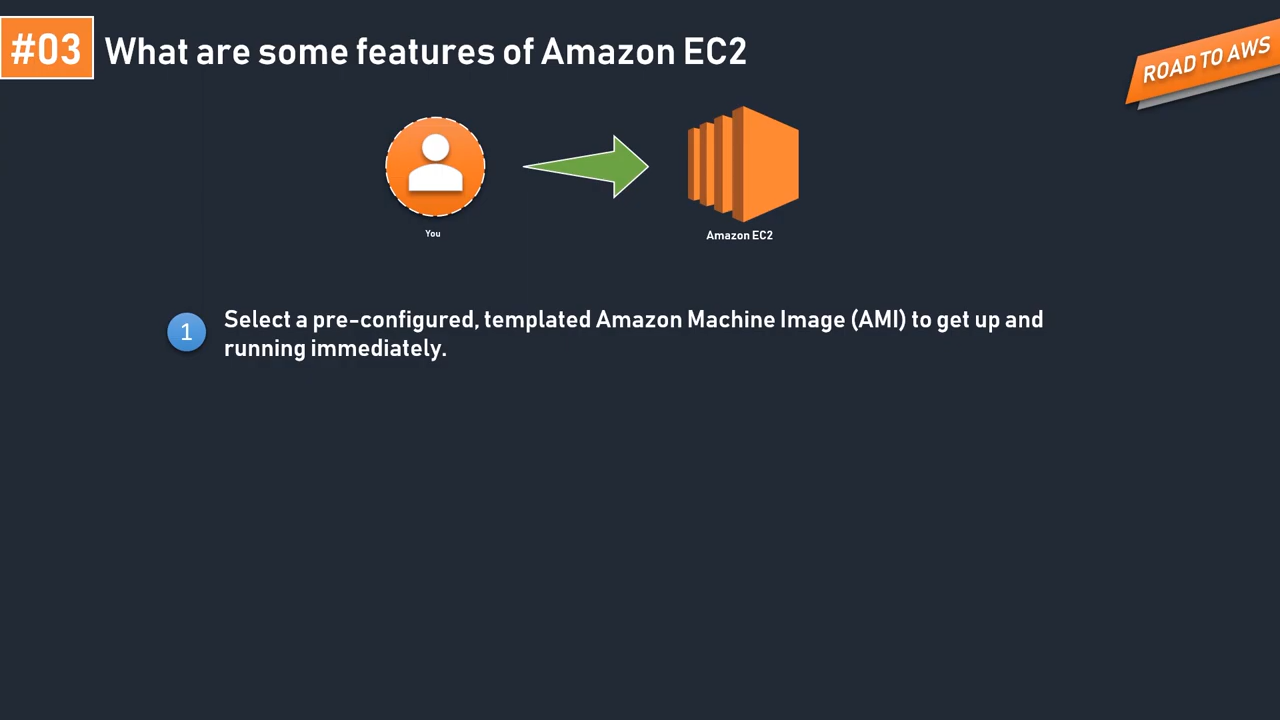 #03 What are some features of Amazon EC2
ROAD TO AWS
You
Amazon EC2
1 Select a pre-configured, templated Amazon Machine Image (AMI) to get up and
running immediately.